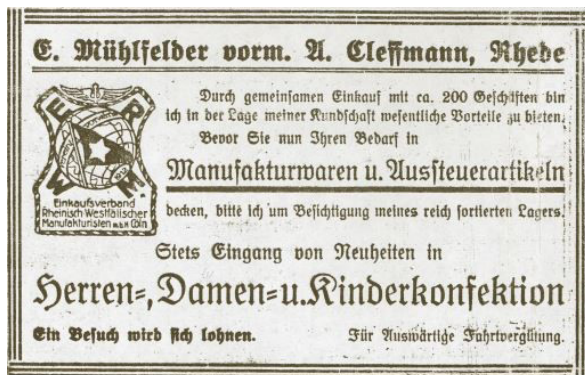 E. Mühlfelder vorm. A. Cleffmann, Rhede
Durch gemeinsamen Einkauf mit ca. 200 Geschäften bin
ich in der Lage meiner Kundschaft wesentliche Vorteile zu bieten.
Bevor Sie nun Ihren Bedarf in
Manufakturwaren u. Aussteuerartikeln
decken, bitte ich um Besichtigung meines reich sortierten Lagers.
E R W M
Einkaufsverband
Rheinisch Westfälischer
Manufakturisten m.b.H. Cöln
Stets Eingang von Neuheiten in
Herren-, Damen- u. Kinderkonfektion
Ein Besuch wird sich lohnen.
Für Auswärtige Fahrtvergütung.